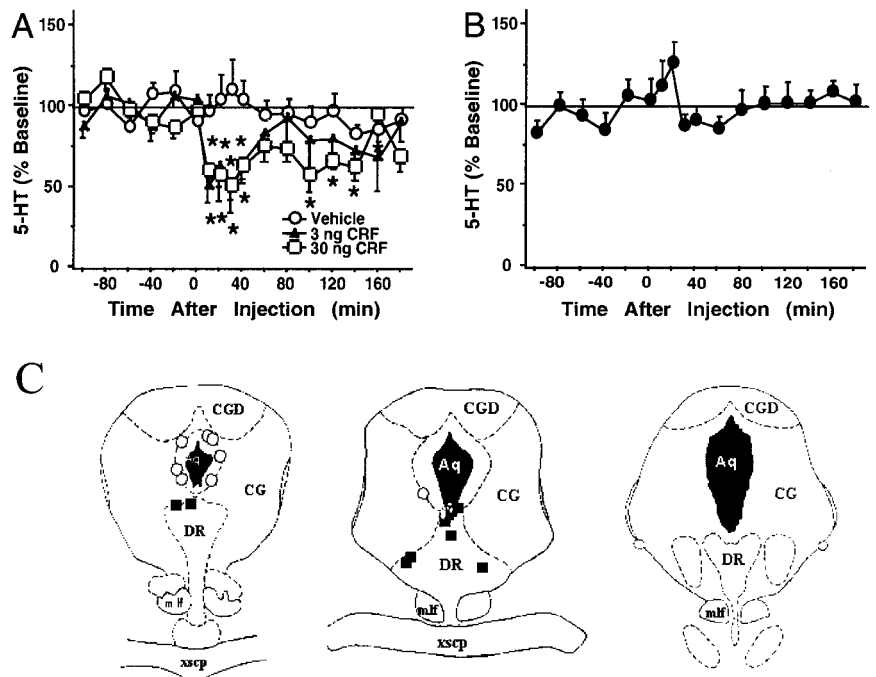 A
150
100
50
0
5-HT (% Baseline)
* * * *
* * * * * * *
Vehicle
3 ng CRF
30 ng CRF
-80 -40 0 40 80 120 160
Time After Injection (min)
B
150
100
50
0
5-HT (% Baseline)
-80 -40 0 40 80 120 160
Time After Injection (min)
C
CGD
Aq
CG
DR
mlf
xscp
CGD
Aq
CG
DR
mlf
xscp
CGD
Aq
CG
DR
mlf